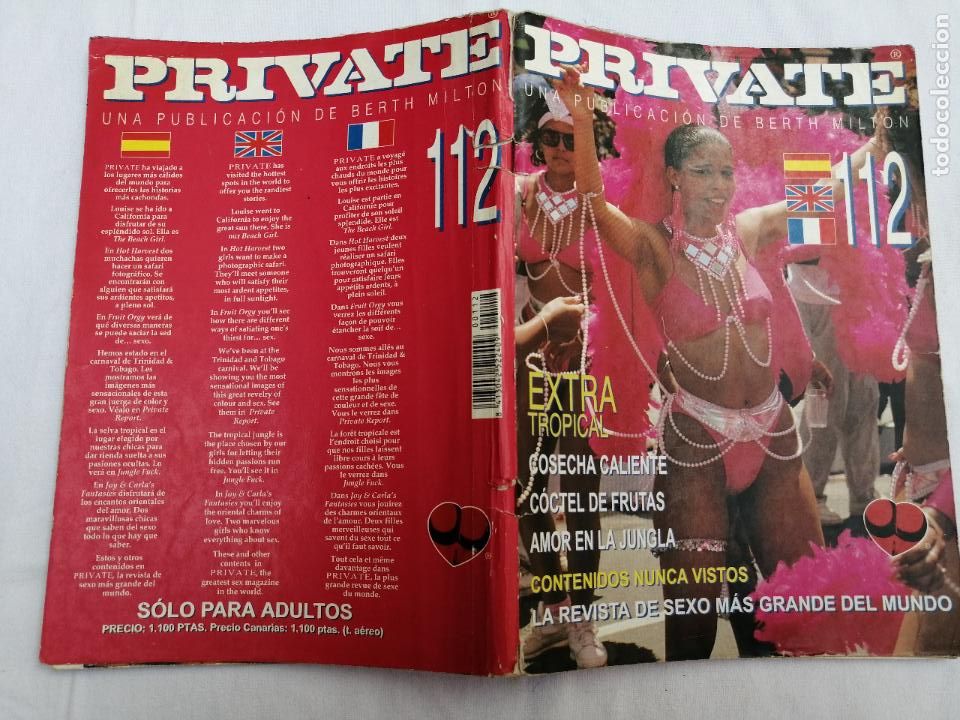 PRIVATE®
UNA PUBLICACIÓN DE BERTH MILTON
112
PRIVATE ha viajado a
los lugares más cálidos
del mundo para
ofrecerles las historias
más cachondas.
Louise se ha ido a
California para
disfrutar de su
espléndido sol. Ella es
The Beach Girl.
En Hot Harvest dos
muchachas quieren
hacer un safari
fotográfico. Se
encontrarán con
alguien que satisfará
sus ardientes apetitos,
a pleno sol.
En Fruit Orgy verá de
qué diversas maneras
se puede saciar la sed
de... sexo.
Hemos estado en el
carnaval de Trinidad &
Tobago. Les
mostramos las
imágenes más
sensacionales de esta
gran juerga de color y
sexo. Véalo en Private
Report.
La selva tropical es el
lugar elegido por
nuestras chicas para
dar rienda suelta a sus
pasiones ocultas. Lo
verá en Jungle Fuck.
En Joy & Carla's
Fantasies disfrutará de
los encantos orientales
del amor. Dos
maravillosas chicas
que saben del sexo
todo lo que hay que
saber.
Estos y otros
contenidos en
PRIVATE, la revista de
sexo más grande del
mundo.
PRIVATE has
visited the hottest
spots in the world to
offer you the randiest
stories.
Louise went to
California to enjoy the
great sun there. She is
our Beach Girl.
In Hot Harvest two
girls want to make a
photographic safari.
They'll meet someone
who will satisfy their
most ardent appetites,
in full sunlight.
In Fruit Orgy you'll see
how there are different
ways of satiating one's
thirst for... sex.
We've been at the
Trinidad and Tobago
carnival. We'll be
showing you the most
sensational images of
this great revelry of
colour and sex. See
them in Private
Report.
The tropical jungle is
the place chosen by our
girls for letting their
hidden passions run
free. You'll see it in
Jungle Fuck.
In Joy & Carla's
Fantasies you'll enjoy
the oriental charms of
love. Two marvelous
girls who know
everything about sex.
These and other
contents in
PRIVATE, the
greatest sex magazine
in the world.
PRIVATE a voyagé
aux endroits les plus
chauds du monde pour
vous offrir les histoires
les plus excitantes.
Louise est partie en
Californie pour
profiter de son soleil
splendide. Elle est
The Beach Girl.
Dans Hot Harvest deux
jeunes filles veulent
réaliser un safari
photographique. Elles
trouveront quelqu'un
pour satisfaire leurs
appétits ardents, à
plein soleil.
Dans Fruit Orgy vous
verrez les différents
façon de pouvoir
étancher la soif de...
sexe.
Nous sommes allés au
carnaval de Trinidad &
Tobago. Nous vous
montrons les images
les plus
sensationnelles de
cette grande fête de
couleur et de sexe.
Vous le verrez dans
Private Report.
La forêt tropicale est
l'endroit choisi pour
que nos filles laissent
libre cours à leurs
passions cachées. Vous
le verrez dans
Jungle Fuck.
Dans Joy & Carla's
Fantasies vous jouirez
des charmes orientaux
de l'amour. Deux filles
merveilleuses qui
savent du sexe tout ce
qu'il faut savoir.
Tout cela et même
davantage dans
PRIVATE, la plus
grande revue de sexe
du monde.
SÓLO PARA ADULTOS
PRECIO: 1.100 PTAS. Precio Canarias: 1.100 ptas. (t. aéreo)
00112
PRIVATE®
UNA PUBLICACIÓN DE BERTH MILTON
112
EXTRA
TROPICAL
COSECHA CALIENTE
CÓCTEL DE FRUTAS
AMOR EN LA JUNGLA
CONTENIDOS NUNCA VISTOS
LA REVISTA DE SEXO MÁS GRANDE DEL MUNDO
todocoleccion